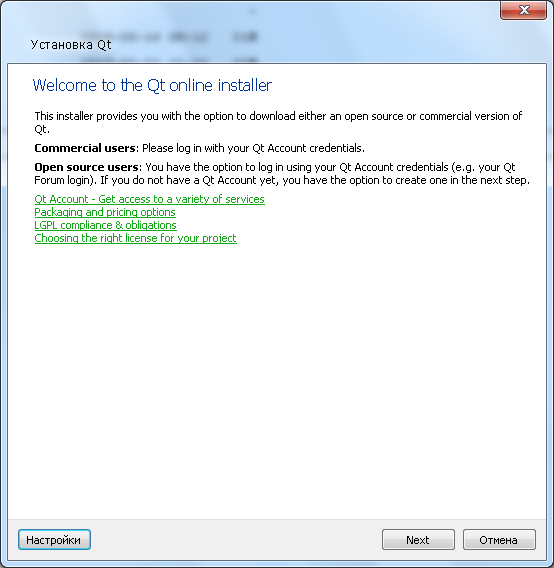 Установка Qt
Welcome to the Qt online installer
This installer provides you with the option to download either an open source or commercial version of
Qt.
Commercial users: Please log in with your Qt Account credentials.
Open source users: You have the option to log in using your Qt Account credentials (e.g. your Qt
Forum login). If you do not have a Qt Account yet, you have the option to create one in the next step.
Qt Account - Get access to a variety of services
Packaging and pricing options
LGPL compliance & obligations
Choosing the right license for your project
Настройки
Next
Отмена